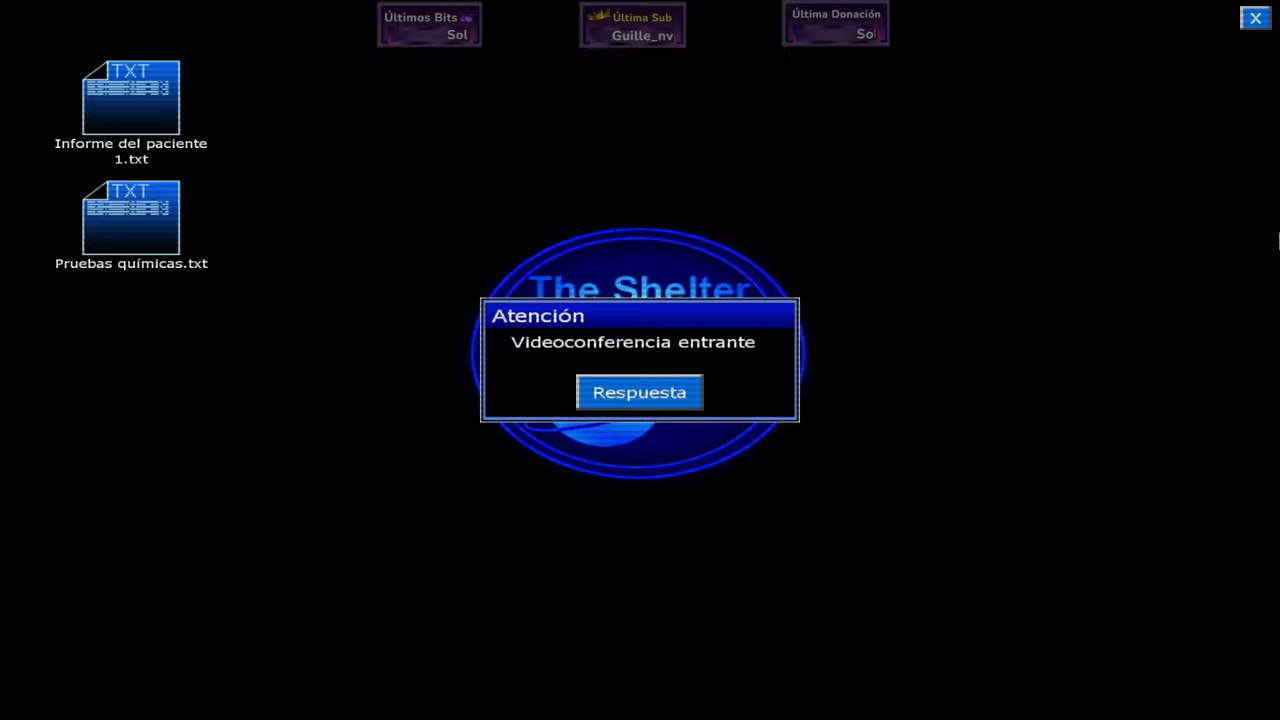 Últimos Bits
Sol
Última Sub
Guille_nv
Última Donación
Sol
X
TXT
Informe del paciente
1.txt
TXT
Pruebas químicas.txt
The Shelter
Atención
Videoconferencia entrante
Respuesta